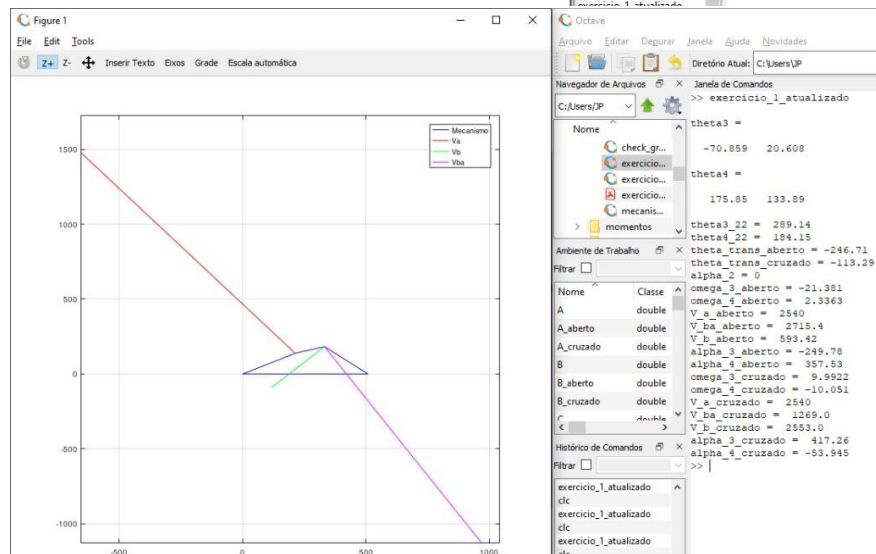 exercicio_1_atualizado
Figure 1
File Edit Tools
Z+ Z- Inserir Texto Eixos Grade Escala automática
Mecanismo
Va
Vb
Vba
1500
1000
500
0
-500
-1000
-500
0
500
1000
Octave
Arquivo Editar Depurar Janela Ajuda Novidades
Diretório Atual: C:\Users\JP
Navegador de Arquivos
C:/Users/JP
Nome
check_gr...
exercicio...
exercicio...
exercicio...
mecanis...
momentos
Ambiente de Trabalho
Filtrar
Nome Classe
A double
A_aberto double
A_cruzado double
B double
B_aberto double
B_cruzado double
C double
Histórico de Comandos
Filtrar
exercicio_1_atualizado
clc
exercicio_1_atualizado
clc
exercicio_1_atualizado
Janela de Comandos
>> exercicio_1_atualizado
theta3 =
-70.859 20.608
theta4 =
175.85 133.89
theta3_22 = 289.14
theta4_22 = 184.15
theta_trans_aberto = -246.71
theta_trans_cruzado = -113.29
alpha_2 = 0
omega_3_aberto = -21.381
omega_4_aberto = 2.3363
V_a_aberto = 2540
V_ba_aberto = 2715.4
V_b_aberto = 593.42
alpha_3_aberto = -249.78
alpha_4_aberto = 357.53
omega_3_cruzado = 9.9922
omega_4_cruzado = -10.051
V_a_cruzado = 2540
V_ba_cruzado = 1269.0
V_b_cruzado = 2553.0
alpha_3_cruzado = 417.26
alpha_4_cruzado = -53.945
>>